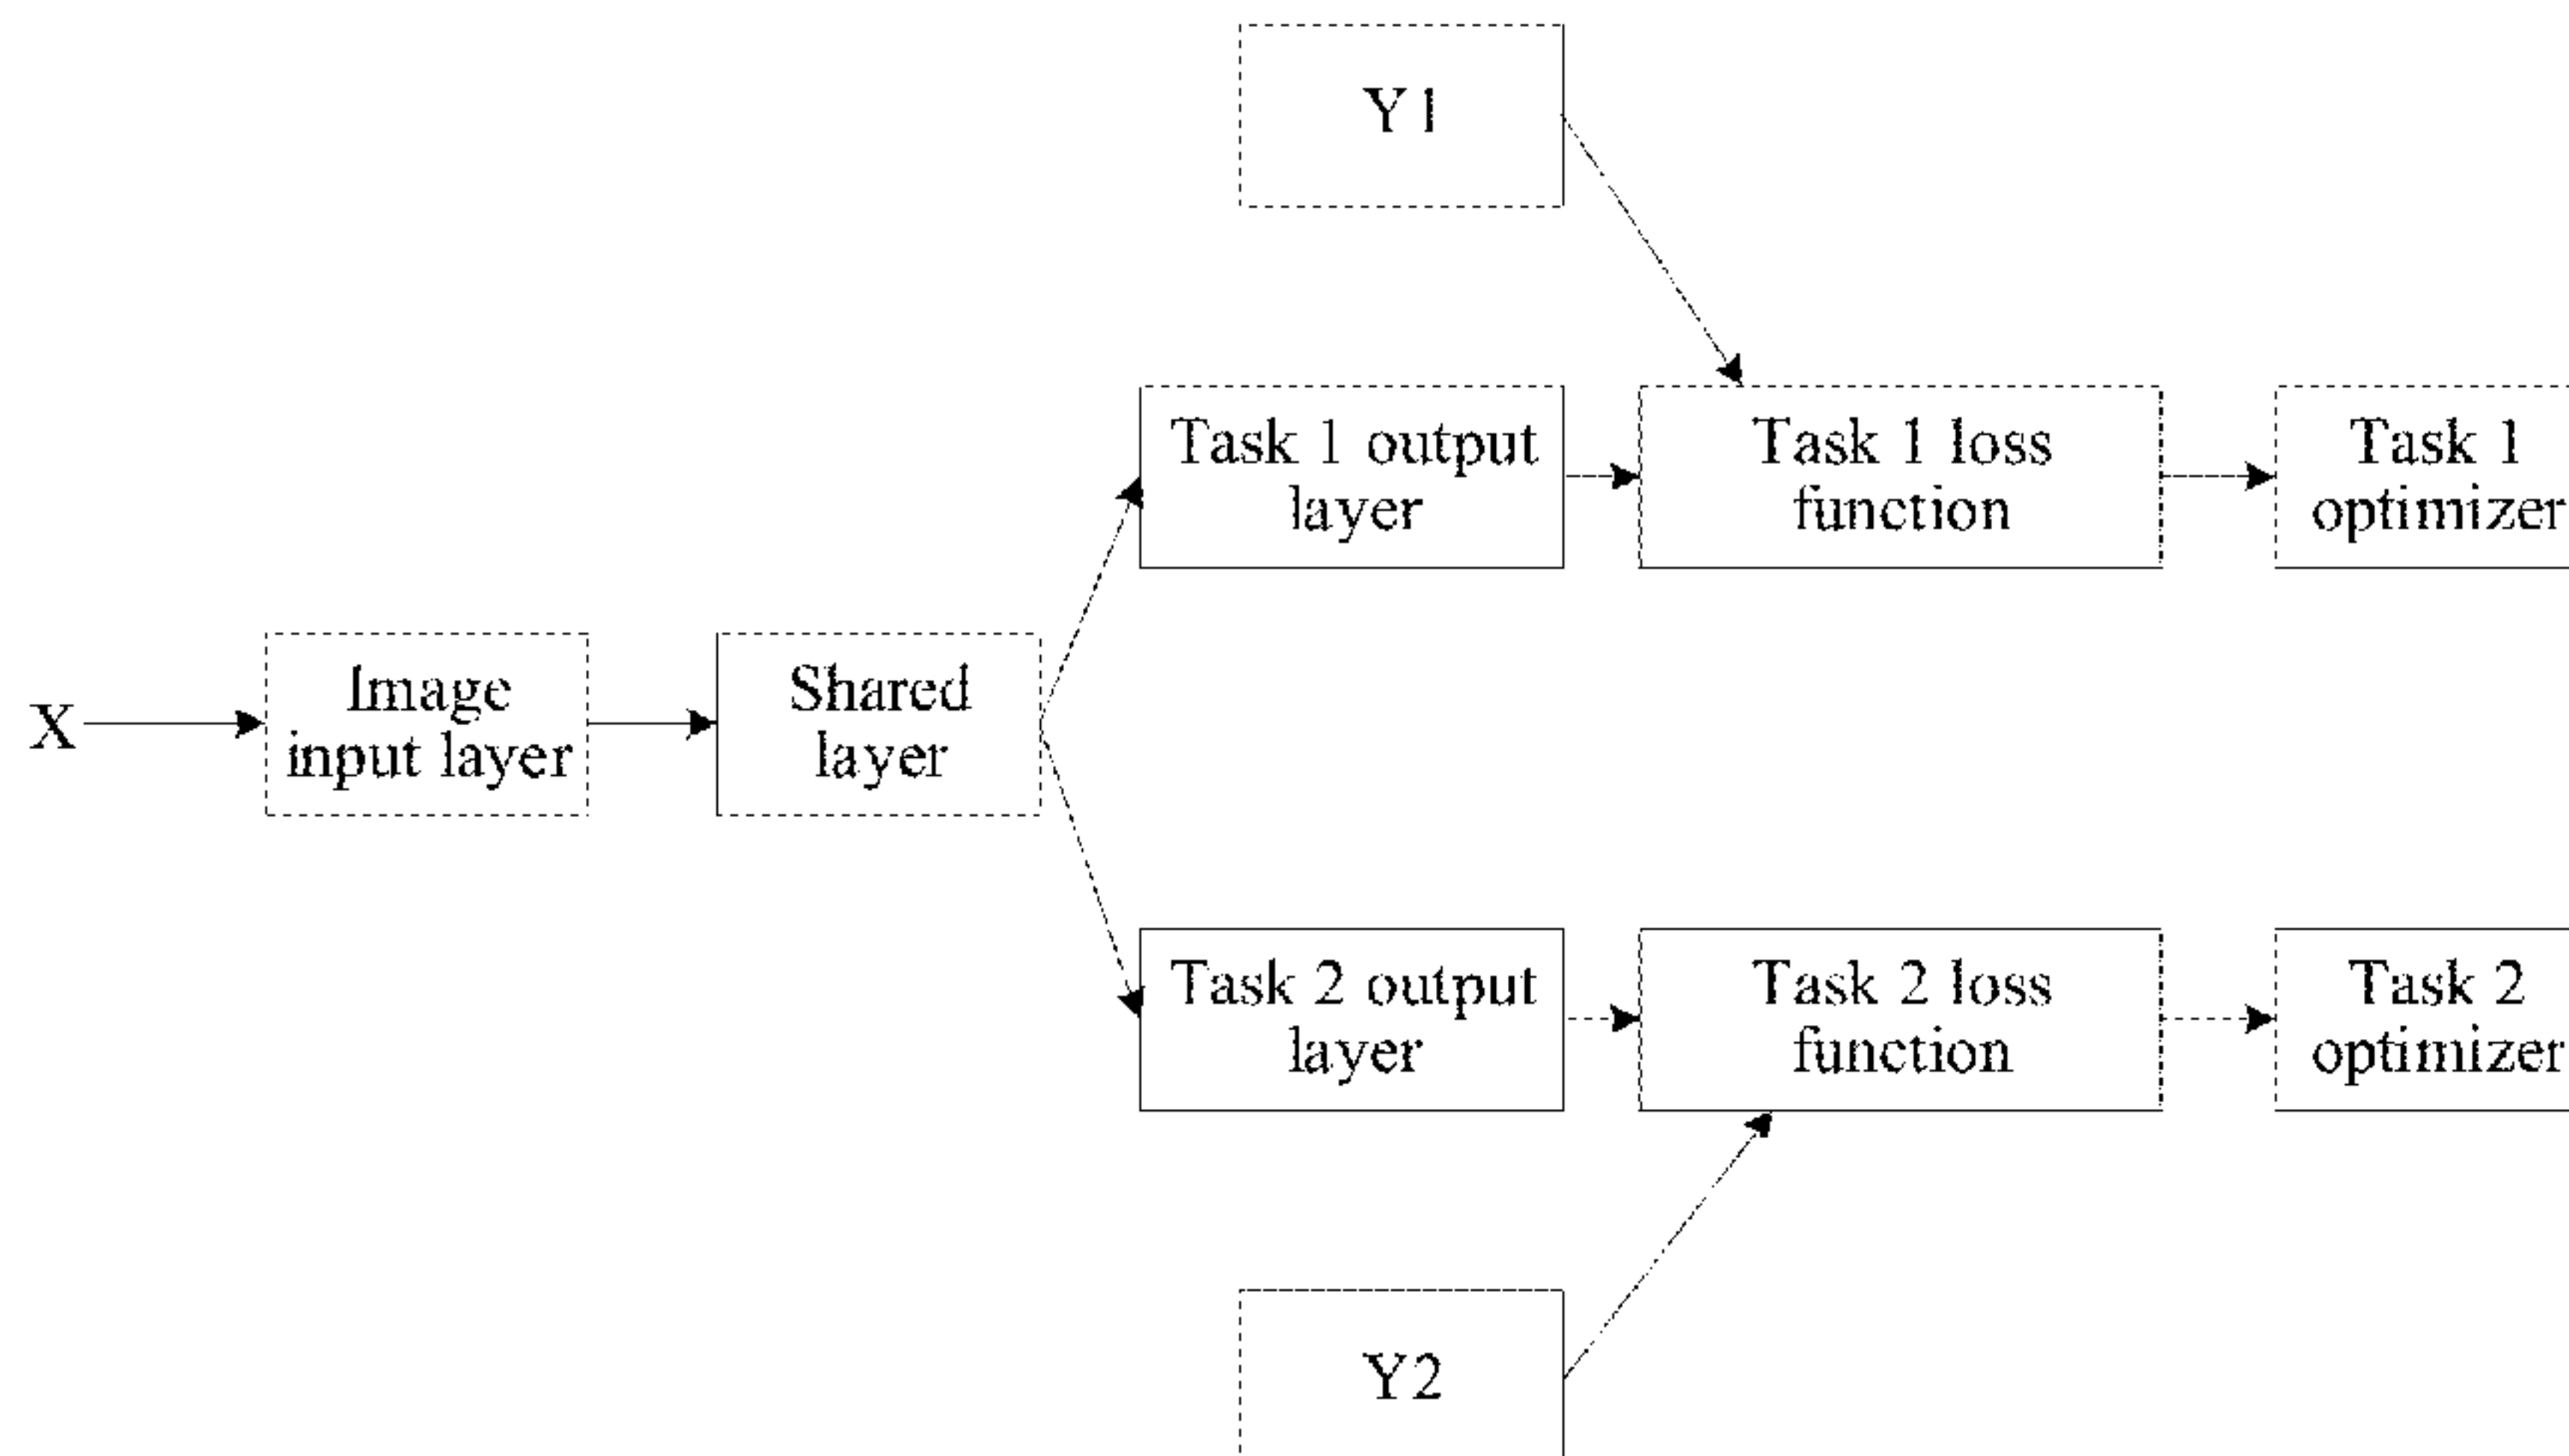 Y1
Task 1 output
layer
Task 1 loss
function
Task 1
optimizer
X
Image
input layer
Shared
layer
Task 2 output
layer
Task 2 loss
function
Task 2
optimizer
Y2